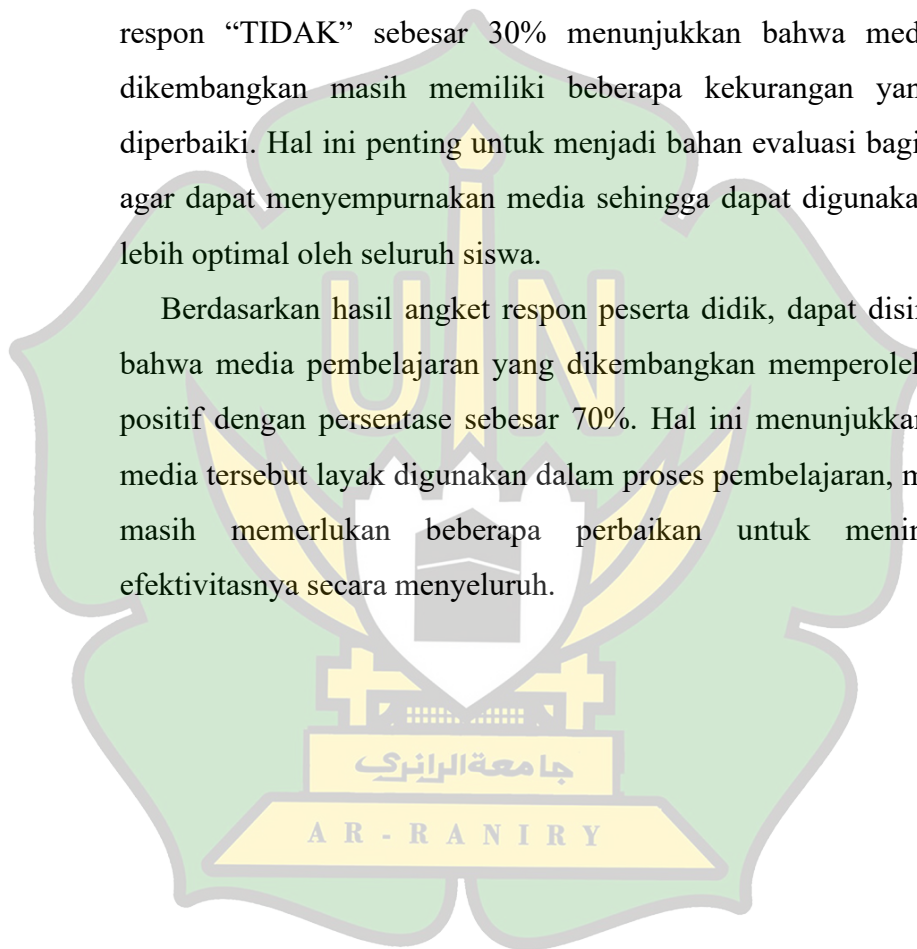 respon “TIDAK” sebesar 30% menunjukkan bahwa med
dikembangkan masih memiliki beberapa kekurangan yan
diperbaiki. Hal ini penting untuk menjadi bahan evaluasi bagi
agar dapat menyempurnakan media sehingga dapat digunaka
lebih optimal oleh seluruh siswa.
Berdasarkan hasil angket respon peserta didik, dapat disi
bahwa media pembelajaran yang dikembangkan memperoleh
positif dengan persentase sebesar 70%. Hal ini menunjukkan
media tersebut layak digunakan dalam proses pembelajaran, m
masih memerlukan beberapa perbaikan untuk menin
efektivitasnya secara menyeluruh.
UIN
جامعة الرانري
AR-RANIRY